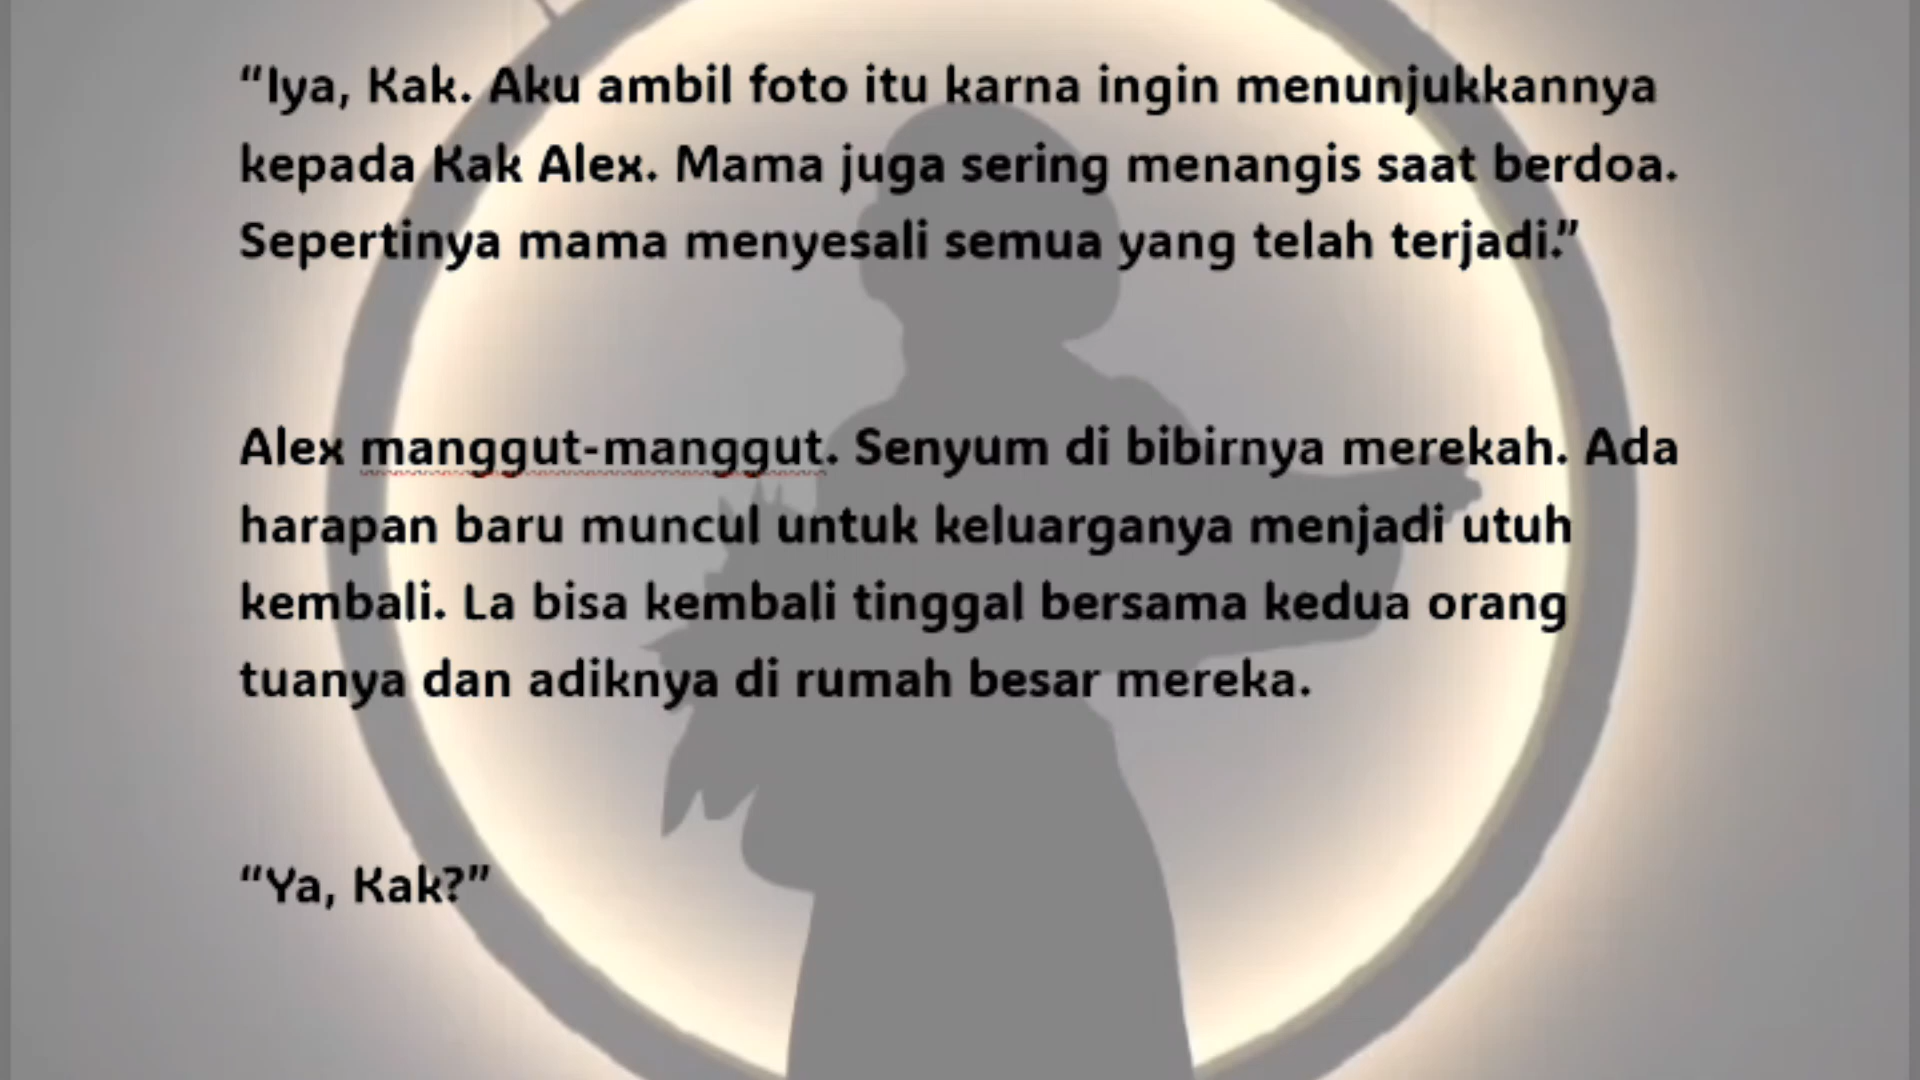 “Iya, Kak. Aku ambil foto itu karna ingin menunjukkannya
kepada Kak Alex. Mama juga sering menangis saat berdoa.
Sepertinya mama menyesali semua yang telah terjadi.”
Alex manggut-manggut. Senyum di bibirnya merekah. Ada
harapan baru muncul untuk keluarganya menjadi utuh
kembali. La bisa kembali tinggal bersama kedua orang
tuanya dan adiknya di rumah besar mereka.
“Ya, Kak?”